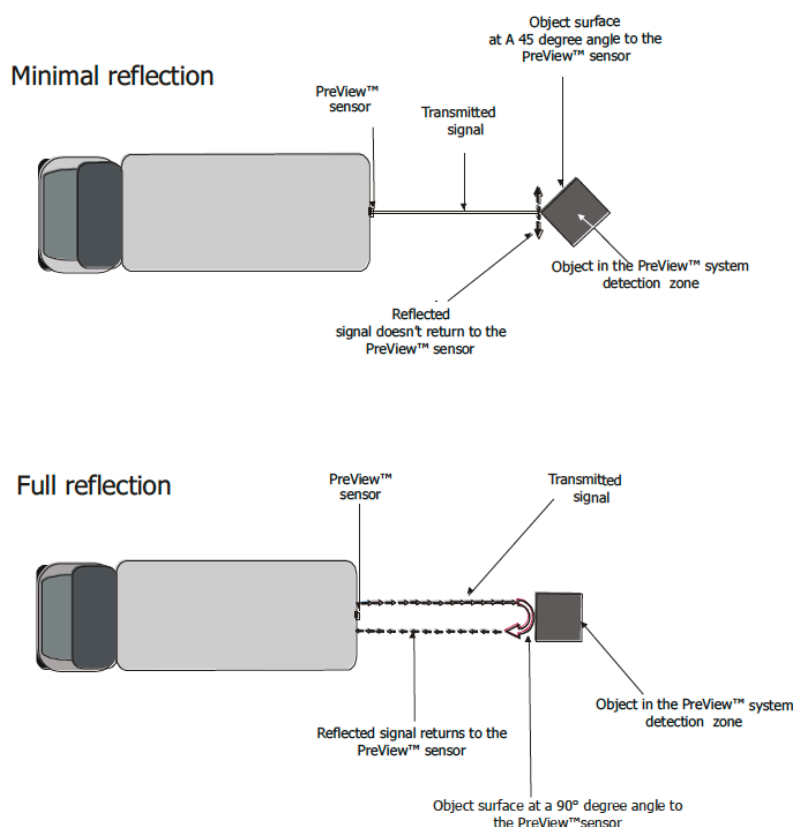 Object surface
at A 45 degree angle to the
PreView™ sensor
Minimal reflection
PreView™
sensor
Transmitted
signal
Object in the PreView™ system
detection zone
Reflected
signal doesn't return to the
PreView™ sensor
Full reflection
PreView™
sensor
Transmitted
signal
Object in the PreView™ system
detection zone
Reflected signal returns to the
PreView™ sensor
Object surface at a 90° degree angle to
the PreView™sensor